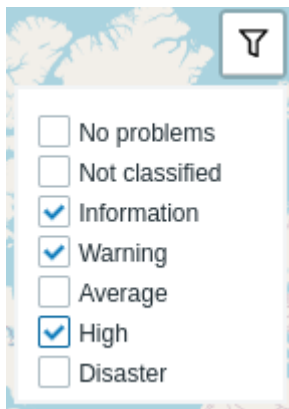 No problems
Not classified
Information
Warning
Average
High
Disaster